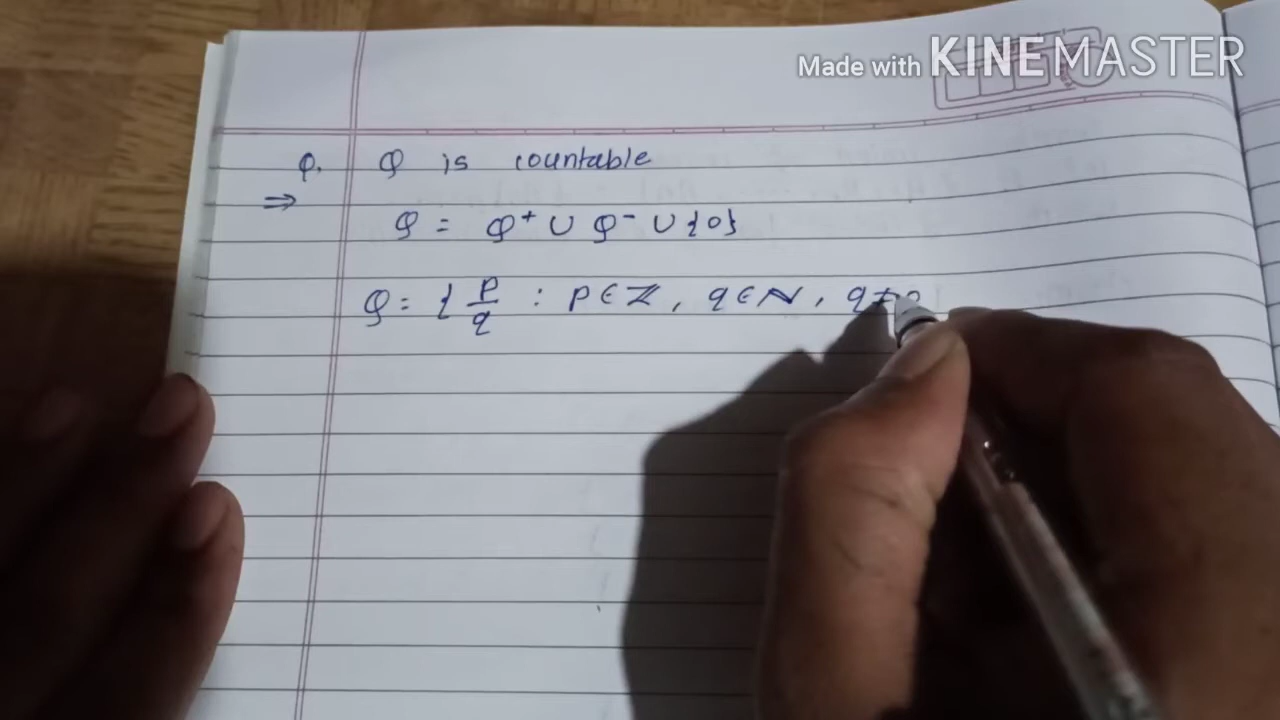 Made with KINEMASTER
Q. Q is countable
⇒
Q = Q⁺ ∪ Q⁻ ∪ {0}
Q = { p/q : p ∈ ℤ, q ∈ ℕ, q ≠ 0